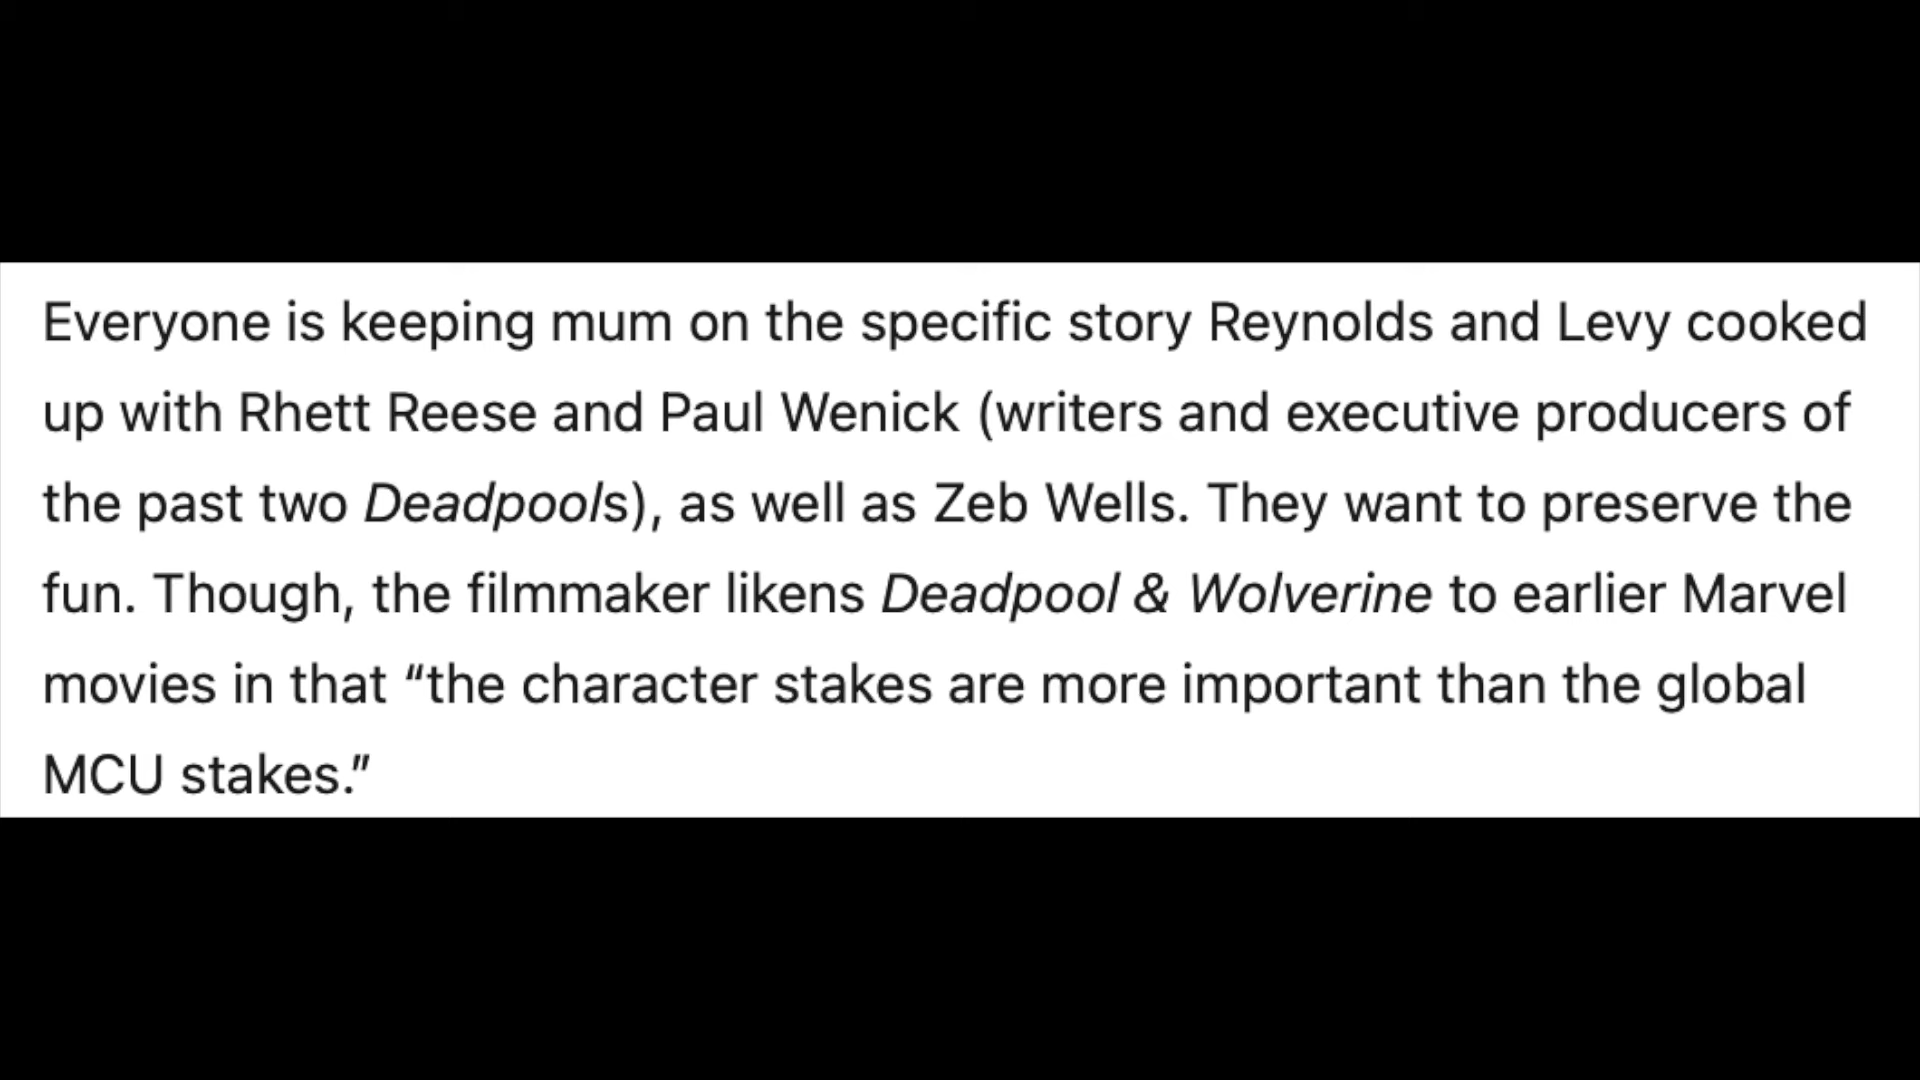 Everyone is keeping mum on the specific story Reynolds and Levy cooked
up with Rhett Reese and Paul Wenick (writers and executive producers of
the past two Deadpools), as well as Zeb Wells. They want to preserve the
fun. Though, the filmmaker likens Deadpool & Wolverine to earlier Marvel
movies in that “the character stakes are more important than the global
MCU stakes.”